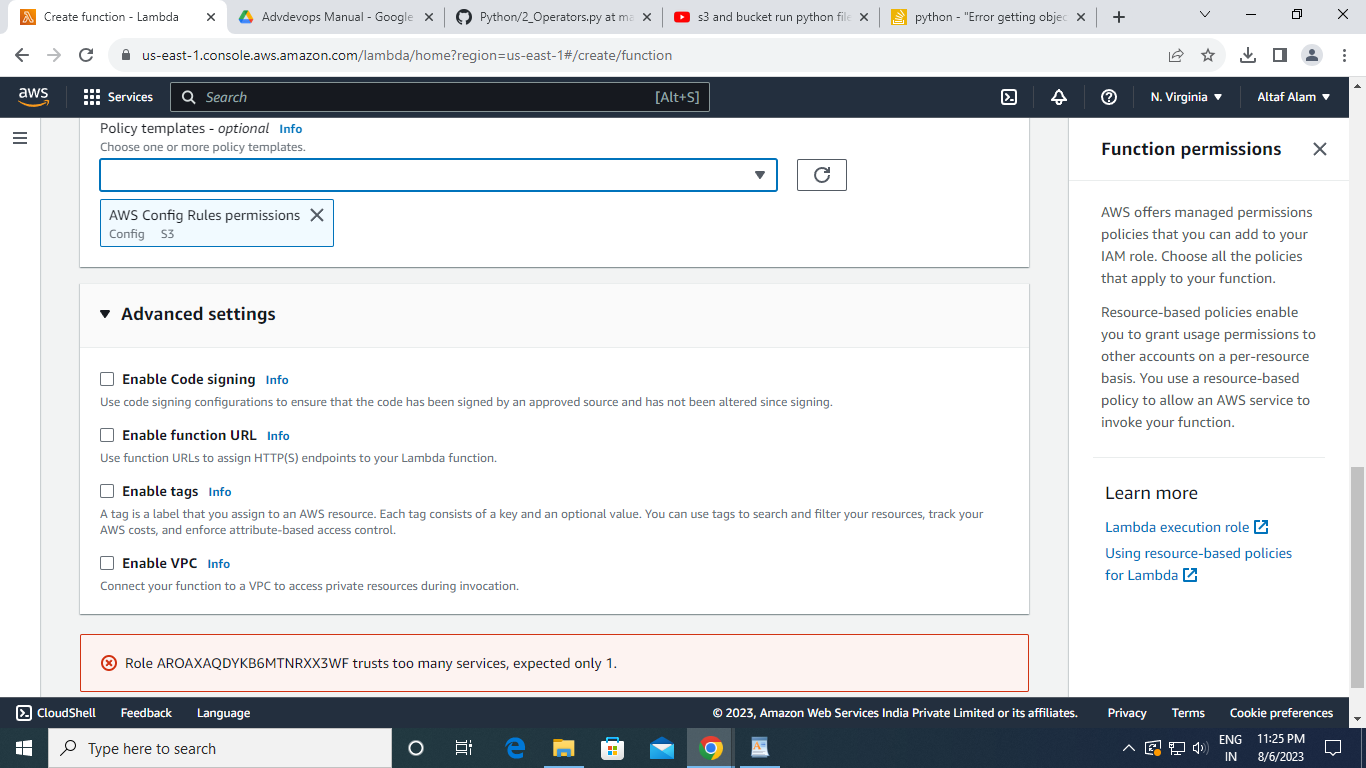 Create function - Lambda
Advdevops Manual - Google
Python/2_Operators.py at ma
s3 and bucket run python file
python - "Error getting objec
us-east-1.console.aws.amazon.com/lambda/home?region=us-east-1#/create/function
aws
Services
Search
[Alt+S]
N. Virginia
Altaf Alam
Policy templates - optional Info
Choose one or more policy templates.
AWS Config Rules permissions
Config S3
Advanced settings
Enable Code signing Info
Use code signing configurations to ensure that the code has been signed by an approved source and has not been altered since signing.
Enable function URL Info
Use function URLs to assign HTTP(S) endpoints to your Lambda function.
Enable tags Info
A tag is a label that you assign to an AWS resource. Each tag consists of a key and an optional value. You can use tags to search and filter your resources, track your
AWS costs, and enforce attribute-based access control.
Enable VPC Info
Connect your function to a VPC to access private resources during invocation.
Role AROAXAQDYKB6MTNRXX3WF trusts too many services, expected only 1.
Function permissions
AWS offers managed permissions
policies that you can add to your
IAM role. Choose all the policies
that apply to your function.
Resource-based policies enable
you to grant usage permissions to
other accounts on a per-resource
basis. You use a resource-based
policy to allow an AWS service to
invoke your function.
Learn more
Lambda execution role
Using resource-based policies
for Lambda
CloudShell
Feedback
Language
© 2023, Amazon Web Services India Private Limited or its affiliates.
Privacy
Terms
Cookie preferences
Type here to search
ENG
IN
11:25 PM
8/6/2023